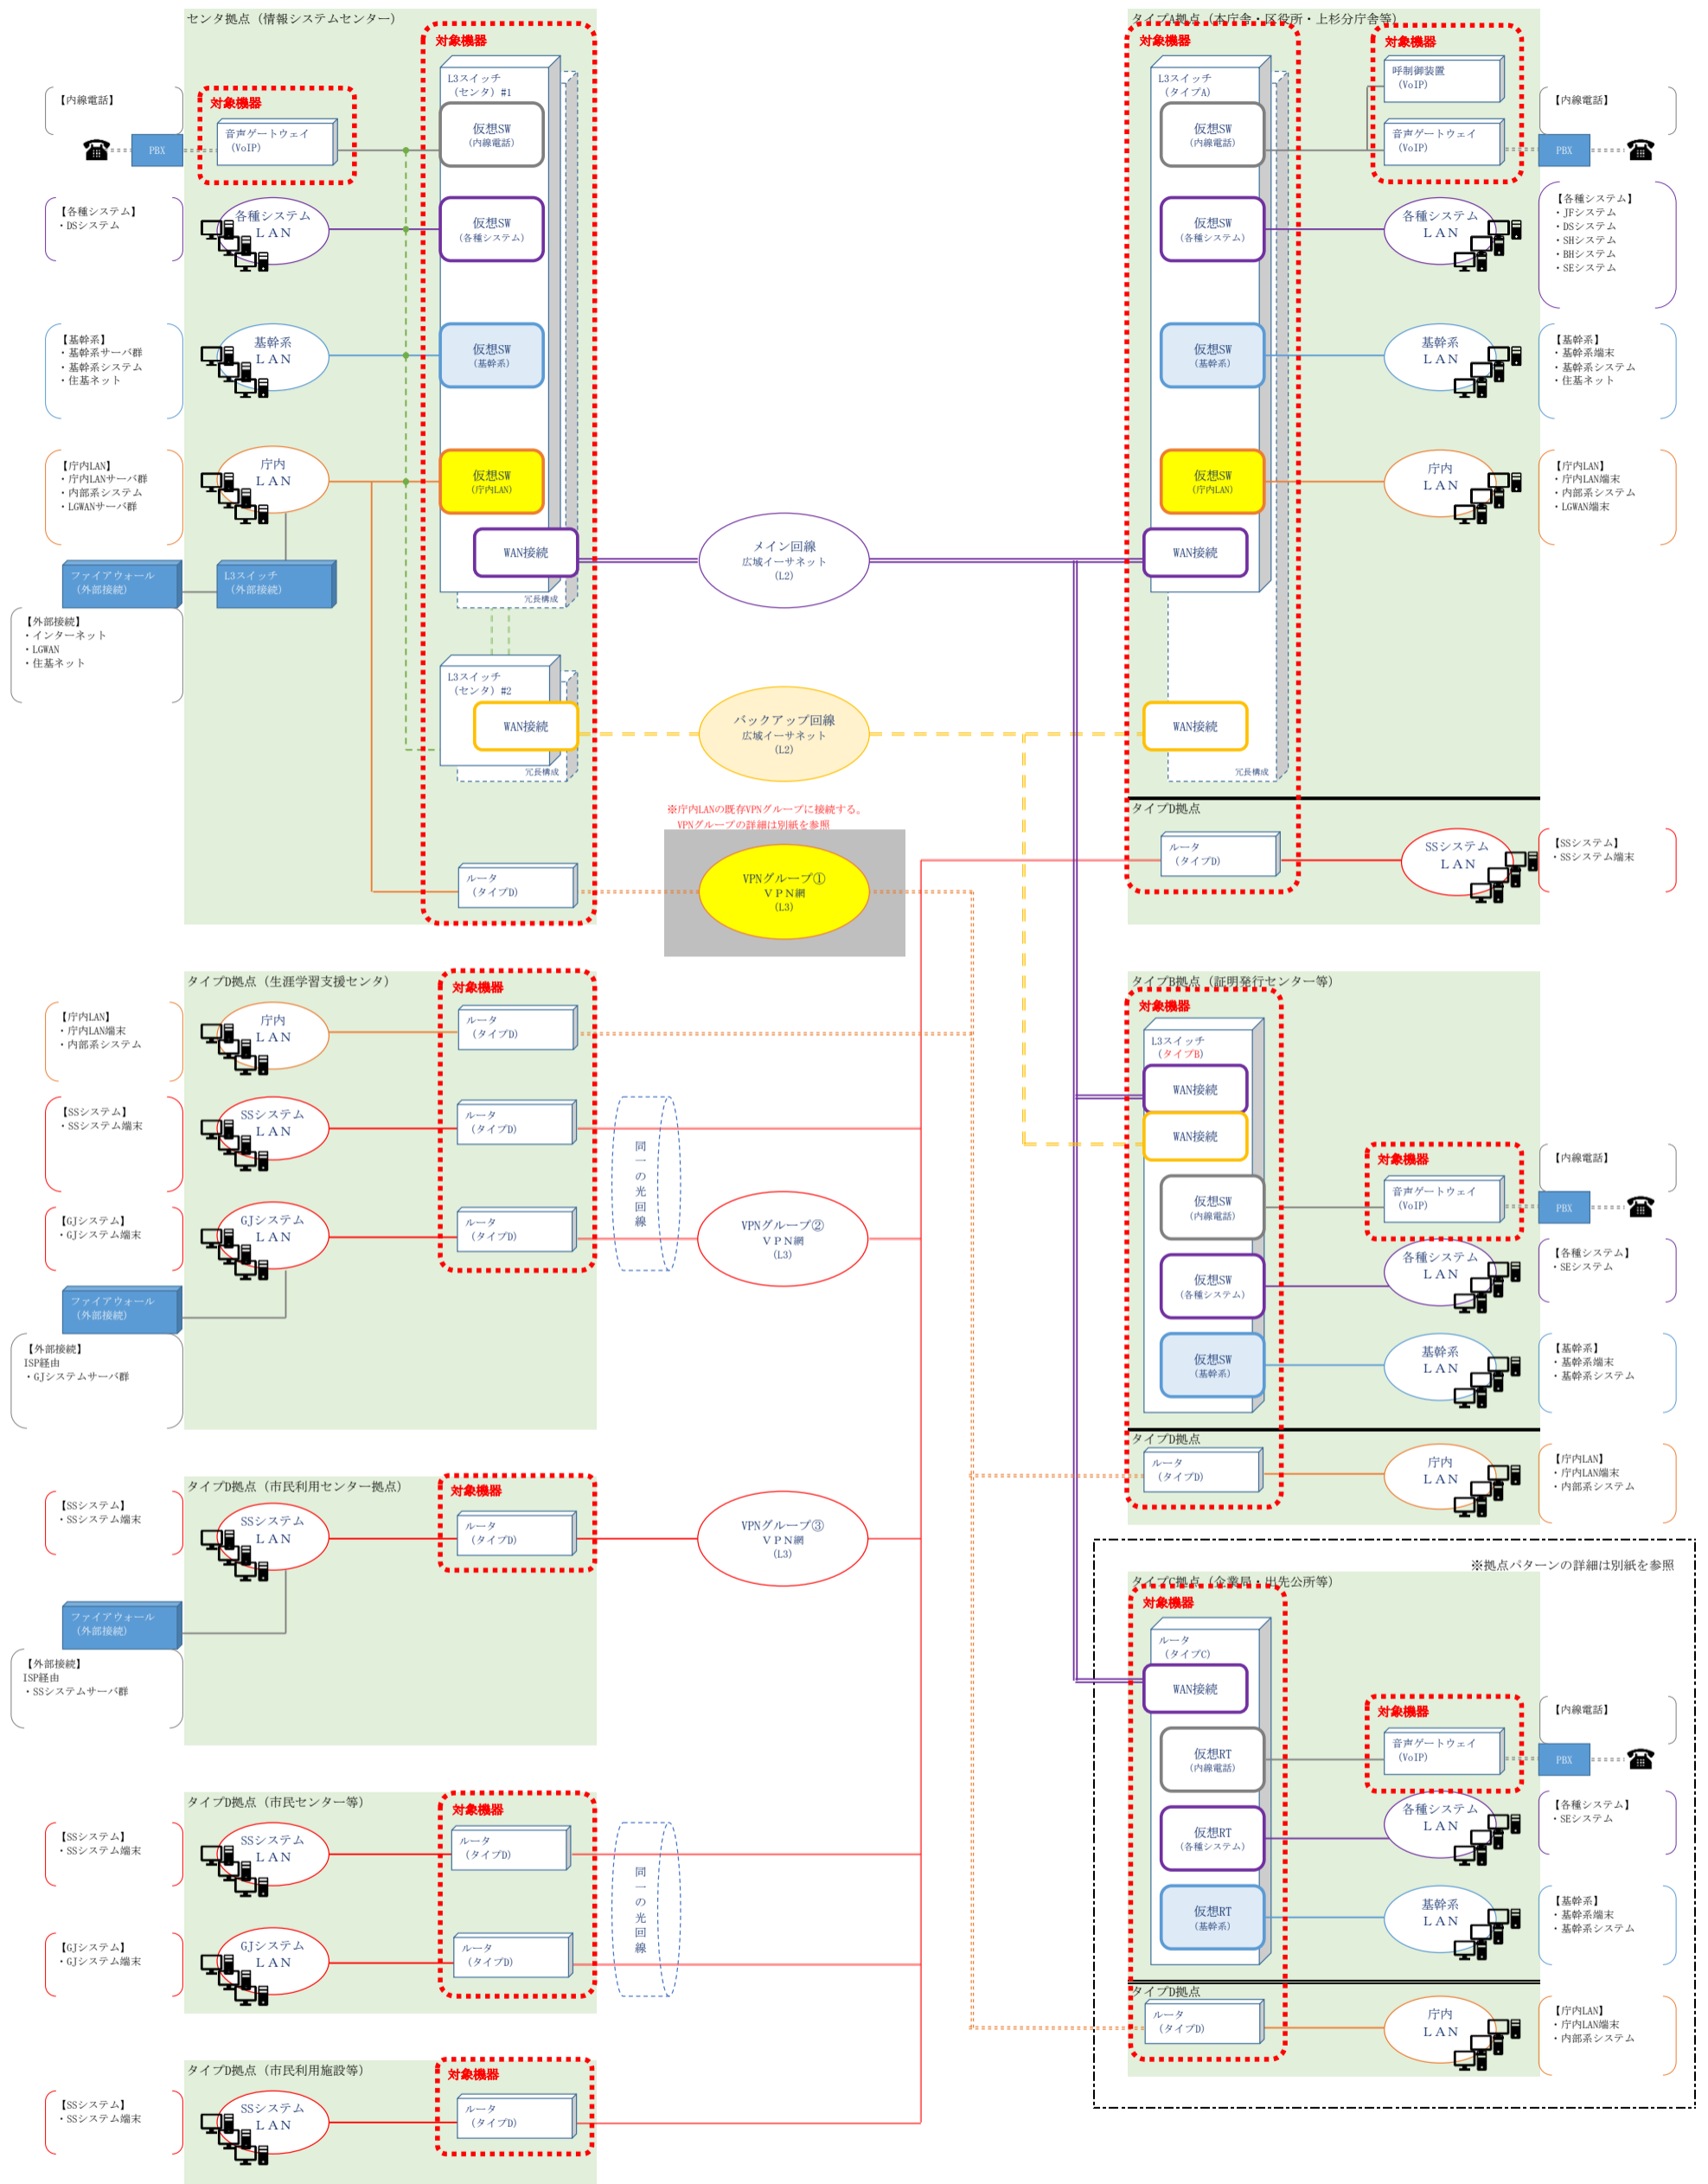 センタ拠点（情報システムセンター）
対象機器
L3スイッチ
（センタ）#1
【内線電話】
対象機器
音声ゲートウェイ
（VoIP）
PBX
仮想SW
（内線電話）
【各種システム】
・DSシステム
各種システム
ＬＡＮ
仮想SW
（各種システム）
【基幹系】
・基幹系サーバ群
・基幹系システム
・住基ネット
基幹系
ＬＡＮ
仮想SW
（基幹系）
【庁内LAN】
・庁内LANサーバ群
・内部系システム
・LGWANサーバ群
庁内
ＬＡＮ
仮想SW
（庁内LAN）
WAN接続
冗長構成
ファイアウォール
（外部接続）
L3スイッチ
（外部接続）
【外部接続】
・インターネット
・LGWAN
・住基ネット
L3スイッチ
（センタ）#2
WAN接続
冗長構成
ルータ
（タイプD）
メイン回線
広域イーサネット
（L2）
バックアップ回線
広域イーサネット
（L2）
※庁内LANの既存VPNグループに接続する。
VPNグループの詳細は別紙を参照
VPNグループ①
ＶＰＮ網
（L3）
タイプA拠点（本庁舎・区役所・上杉分庁舎等）
対象機器
L3スイッチ
（タイプA）
対象機器
呼制御装置
（VoIP）
音声ゲートウェイ
（VoIP）
【内線電話】
PBX
仮想SW
（内線電話）
仮想SW
（各種システム）
各種システム
ＬＡＮ
【各種システム】
・JFシステム
・DSシステム
・SHシステム
・BHシステム
・SEシステム
仮想SW
（基幹系）
基幹系
ＬＡＮ
【基幹系】
・基幹系端末
・基幹系システム
・住基ネット
仮想SW
（庁内LAN）
庁内
ＬＡＮ
【庁内LAN】
・庁内LAN端末
・内部系システム
・LGWAN端末
WAN接続
WAN接続
冗長構成
タイプD拠点
ルータ
（タイプD）
SSシステム
ＬＡＮ
【SSシステム】
・SSシステム端末
タイプD拠点（生涯学習支援センタ）
対象機器
【庁内LAN】
・庁内LAN端末
・内部系システム
庁内
ＬＡＮ
ルータ
（タイプD）
【SSシステム】
・SSシステム端末
SSシステム
ＬＡＮ
ルータ
（タイプD）
【GJシステム】
・GJシステム端末
GJシステム
ＬＡＮ
ルータ
（タイプD）
同一の光回線
ファイアウォール
（外部接続）
【外部接続】
ISP経由
・GJシステムサーバ群
VPNグループ②
ＶＰＮ網
（L3）
タイプB拠点（証明発行センター等）
対象機器
L3スイッチ
（タイプB）
WAN接続
WAN接続
仮想SW
（内線電話）
対象機器
音声ゲートウェイ
（VoIP）
【内線電話】
PBX
仮想SW
（各種システム）
各種システム
ＬＡＮ
【各種システム】
・SEシステム
仮想SW
（基幹系）
基幹系
ＬＡＮ
【基幹系】
・基幹系端末
・基幹系システム
タイプD拠点
ルータ
（タイプD）
庁内
ＬＡＮ
【庁内LAN】
・庁内LAN端末
・内部系システム
タイプD拠点（市民利用センター拠点）
対象機器
【SSシステム】
・SSシステム端末
SSシステム
ＬＡＮ
ルータ
（タイプD）
ファイアウォール
（外部接続）
【外部接続】
ISP経由
・SSシステムサーバ群
VPNグループ③
ＶＰＮ網
（L3）
※拠点パターンの詳細は別紙を参照
タイプC拠点（企業局・出先公所等）
対象機器
ルータ
（タイプC）
WAN接続
仮想RT
（内線電話）
対象機器
音声ゲートウェイ
（VoIP）
【内線電話】
PBX
仮想RT
（各種システム）
各種システム
ＬＡＮ
【各種システム】
・SEシステム
仮想RT
（基幹系）
基幹系
ＬＡＮ
【基幹系】
・基幹系端末
・基幹系システム
タイプD拠点
ルータ
（タイプD）
庁内
ＬＡＮ
【庁内LAN】
・庁内LAN端末
・内部系システム
タイプD拠点（市民センター等）
対象機器
【SSシステム】
・SSシステム端末
SSシステム
ＬＡＮ
ルータ
（タイプD）
【GJシステム】
・GJシステム端末
GJシステム
ＬＡＮ
ルータ
（タイプD）
同一の光回線
タイプD拠点（市民利用施設等）
対象機器
【SSシステム】
・SSシステム端末
SSシステム
ＬＡＮ
ルータ
（タイプD）